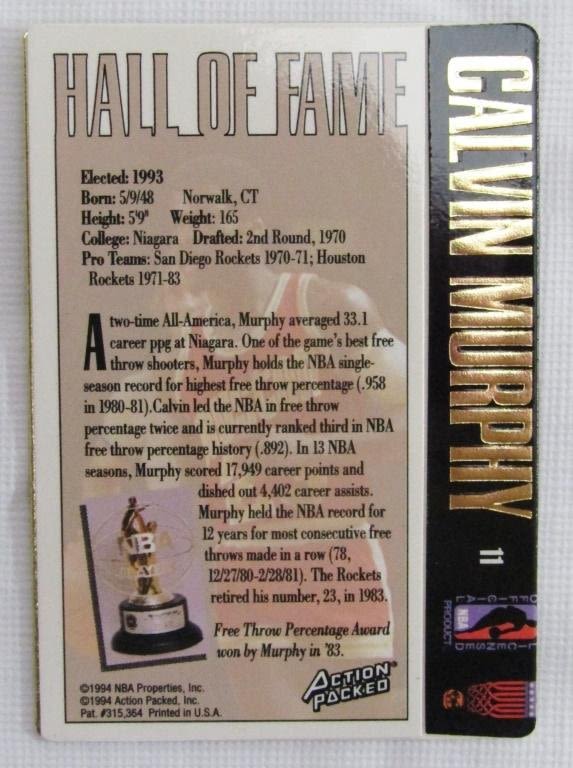 HALL OF FAME
Elected: 1993
Born: 5/9/48 Norwalk, CT
Height: 5'9" Weight: 165
College: Niagara Drafted: 2nd Round, 1970
Pro Teams: San Diego Rockets 1970-71; Houston
Rockets 1971-83
A two-time All-America, Murphy averaged 33.1
career ppg at Niagara. One of the game's best free
throw shooters, Murphy holds the NBA single-
season record for highest free throw percentage (.958
in 1980-81).Calvin led the NBA in free throw
percentage twice and is currently ranked third in NBA
free throw percentage history (.892). In 13 NBA
seasons, Murphy scored 17,949 career points and
dished out 4,402 career assists.
Murphy held the NBA record for
12 years for most consecutive free
throws made in a row (78,
12/27/80-2/28/81). The Rockets
retired his number, 23, in 1983.
Free Throw Percentage Award
won by Murphy in '83.
NBA
ACTION
PACKED
©1994 NBA Properties, Inc.
©1994 Action Packed, Inc.
Pat. #315,364 Printed in U.S.A.
CALVIN MURPHY
11
OFFICIAL
LICENSED
NBA
PRODUCT